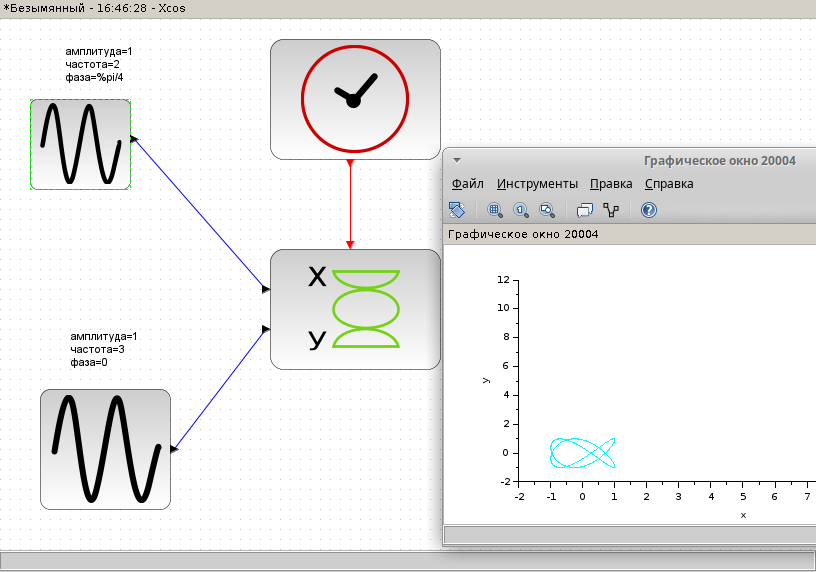 *Безымянный - 16:46:28 - Xcos
амплитуда=1
частота=2
фаза=%pi/4
Графическое окно 20004
Файл Инструменты Правка Справка
Графическое окно 20004
X
y
амплитуда=1
частота=3
фаза=0
12
10
8
6
4
2
0
-2
y
-2 -1 0 1 2 3 4 5 6 7
x